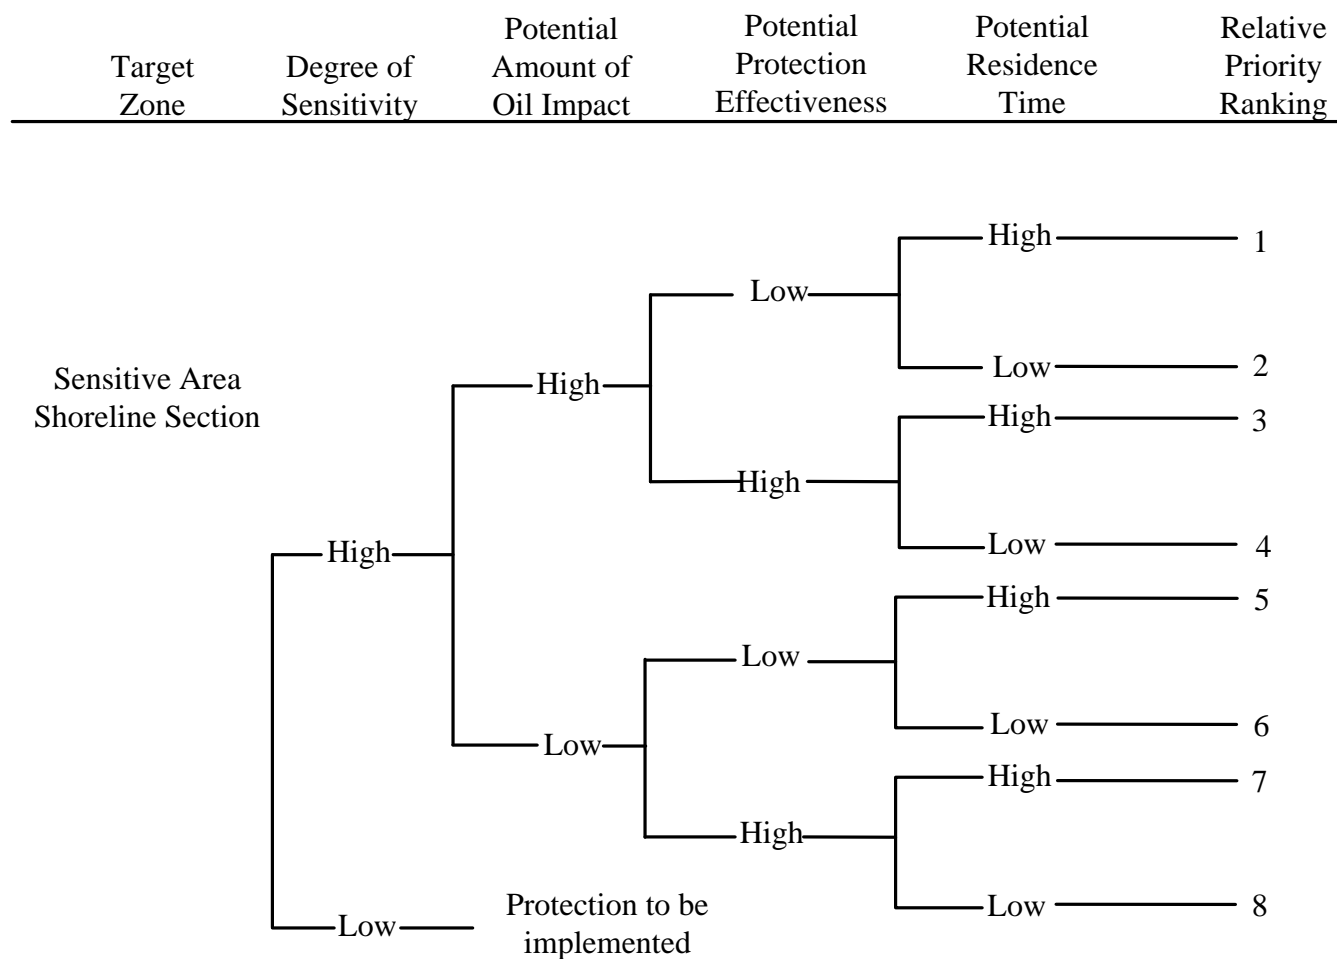 Target
Zone
Degree of
Sensitivity
Potential
Amount of
Oil Impact
Potential
Protection
Effectiveness
Potential
Residence
Time
Relative
Priority
Ranking
High
1
Low
Low
2
Sensitive Area
Shoreline Section
High
High
3
High
Low
4
High
High
5
Low
Low
6
Low
High
7
High
Low
8
Low
Protection to be
implemented